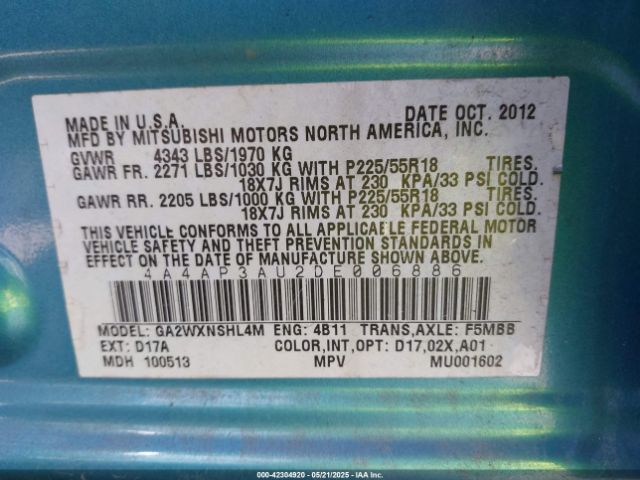 MADE IN U.S.A. DATE OCT. 2012
MFD BY MITSUBISHI MOTORS NORTH AMERICA, INC.
GVWR 4343 LBS/1970 KG
GAWR FR. 2271 LBS/1030 KG WITH P225/55R18 TIRES.
18X7J RIMS AT 230 KPA/33 PSI COLD.
GAWR RR. 2205 LBS/1000 KG WITH P225/55R18 TIRES.
18X7J RIMS AT 230 KPA/33 PSI COLD.
THIS VEHICLE CONFORMS TO ALL APPLICABLE FEDERAL MOTOR
VEHICLE SAFETY AND THEFT PREVENTION STANDARDS IN
EFFECT ON THE DATE OF MANUFACTURE SHOWN ABOVE.
4A4AP3AU2DE006886
MODEL: GA2WXNSHL4M ENG: 4B11 TRANS,AXLE: F5MBB
EXT: D17A COLOR,INT,OPT: D17,02X,A01
MDH 100513 MPV MU001602
000-42304920 - 05/21/2025 - IAAI.COM